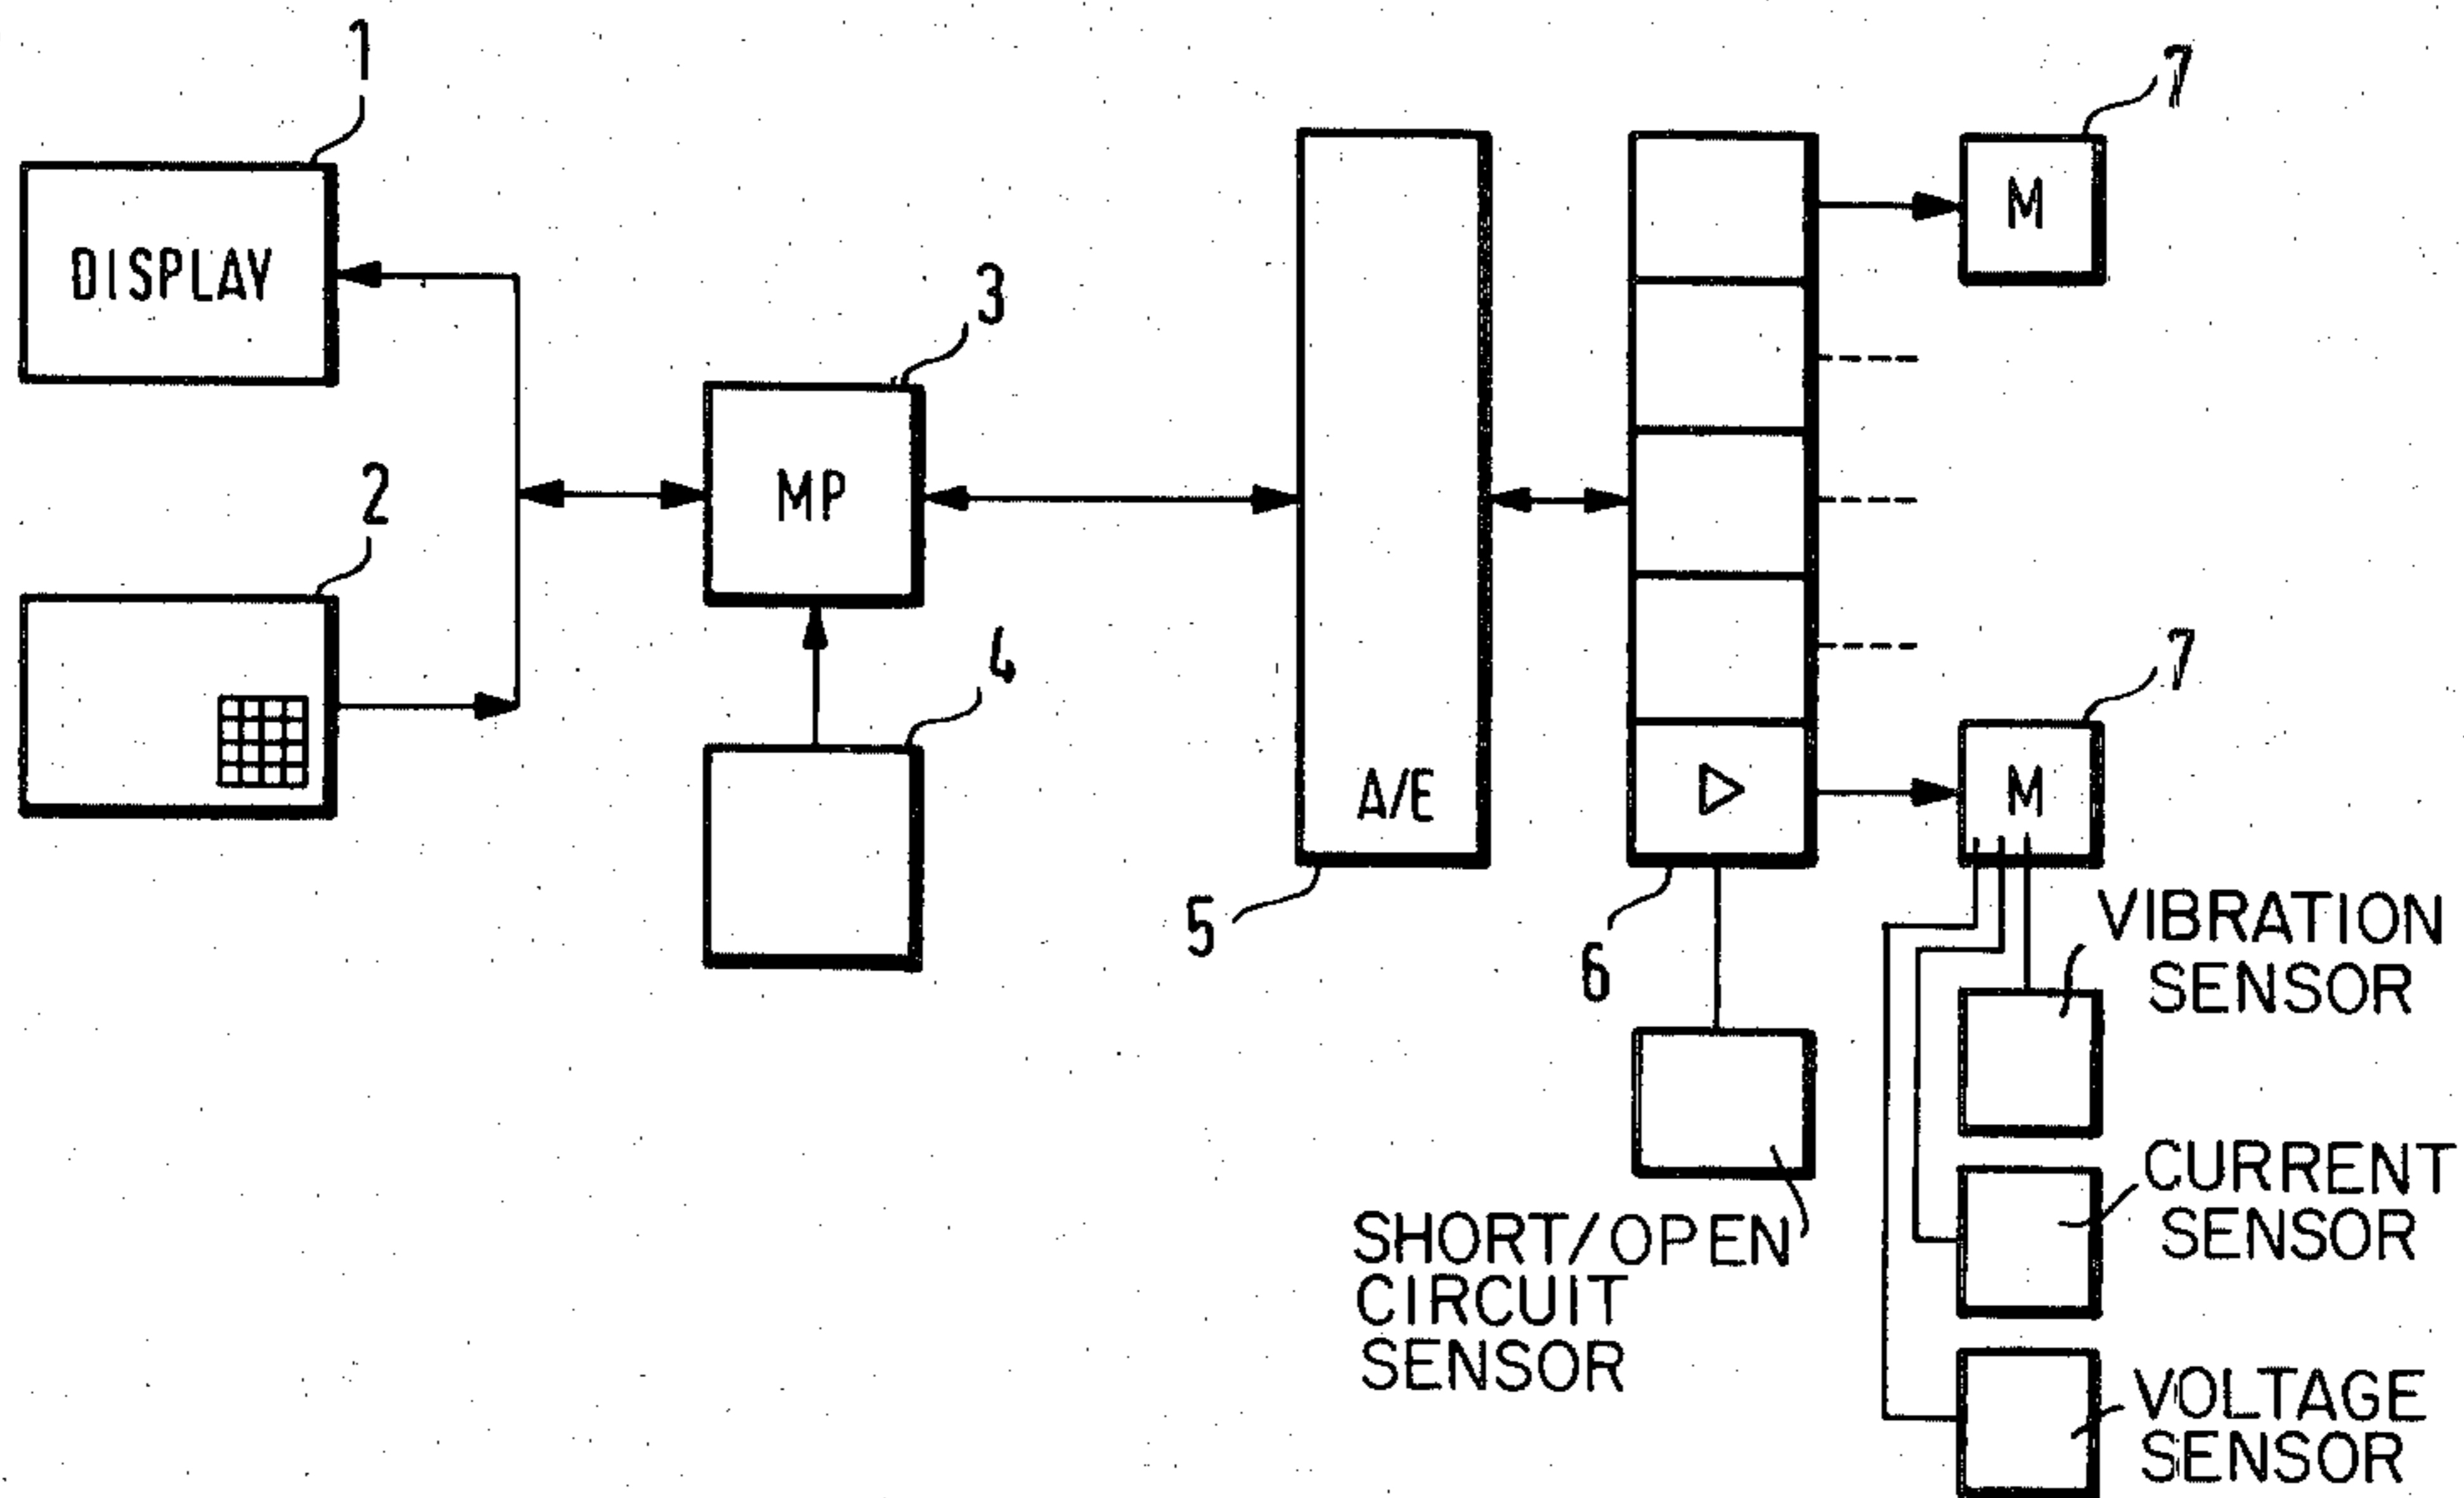 1
DISPLAY
2
3
MP
4
5
A/E
6
7
M
7
M
VIBRATION
SENSOR
CURRENT
SENSOR
VOLTAGE
SENSOR
SHORT/OPEN
CIRCUIT
SENSOR